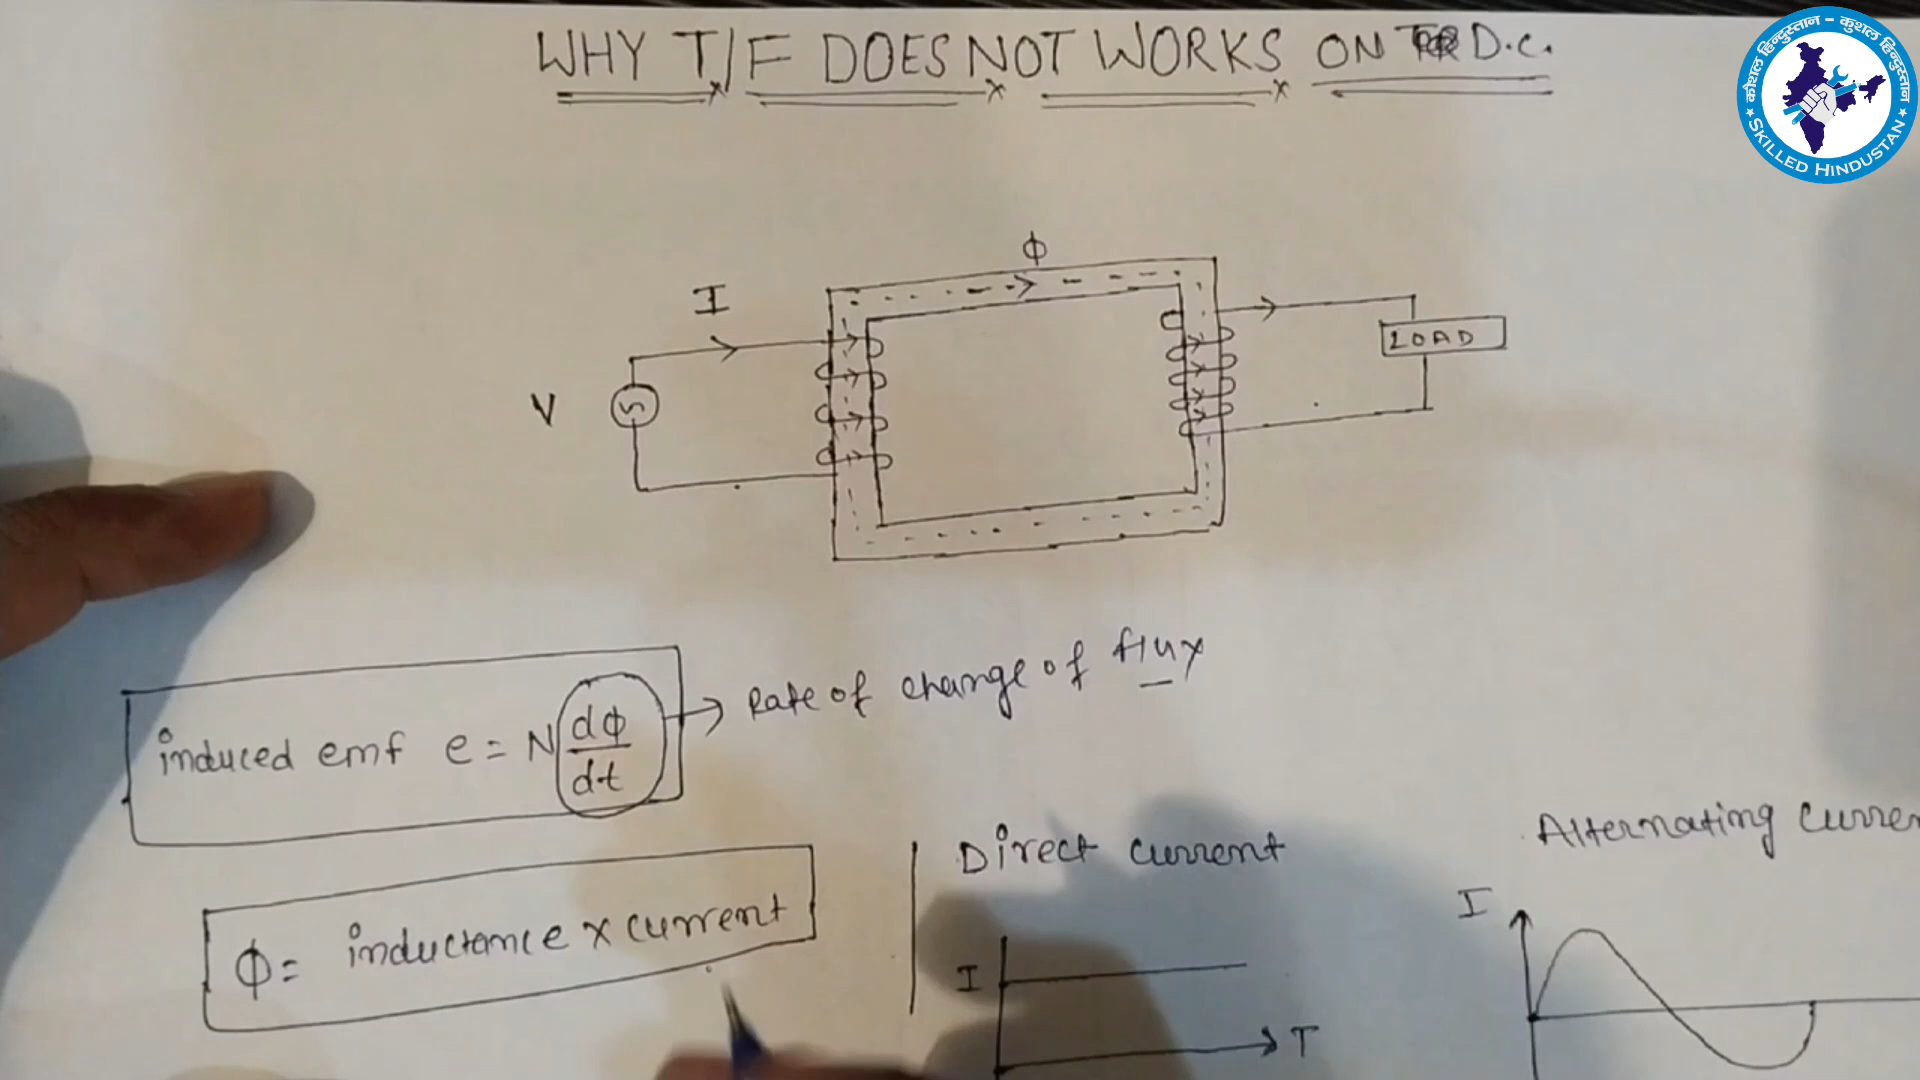 WHY T/F DOES NOT WORKS ON D.C.
कौशल हिन्दुस्तान – कुशल हिन्दुस्तान
SKILLED HINDUSTAN
Φ
I
V
LOAD
induced emf e = N dΦ/dt → Rate of change of flux
Φ = inductance x current
Direct current
I
T
Alternating curren
I